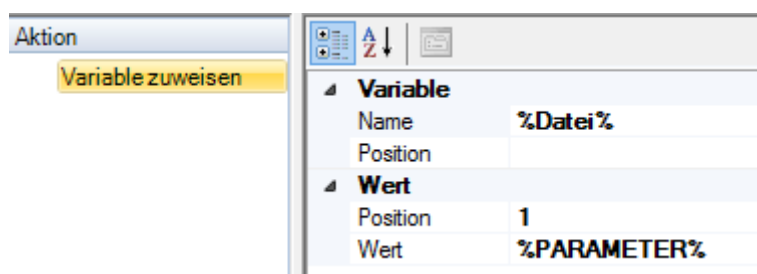 Aktion
Variable zuweisen
A
Z
Variable
Name %Datei%
Position
Wert
Position 1
Wert %PARAMETER%